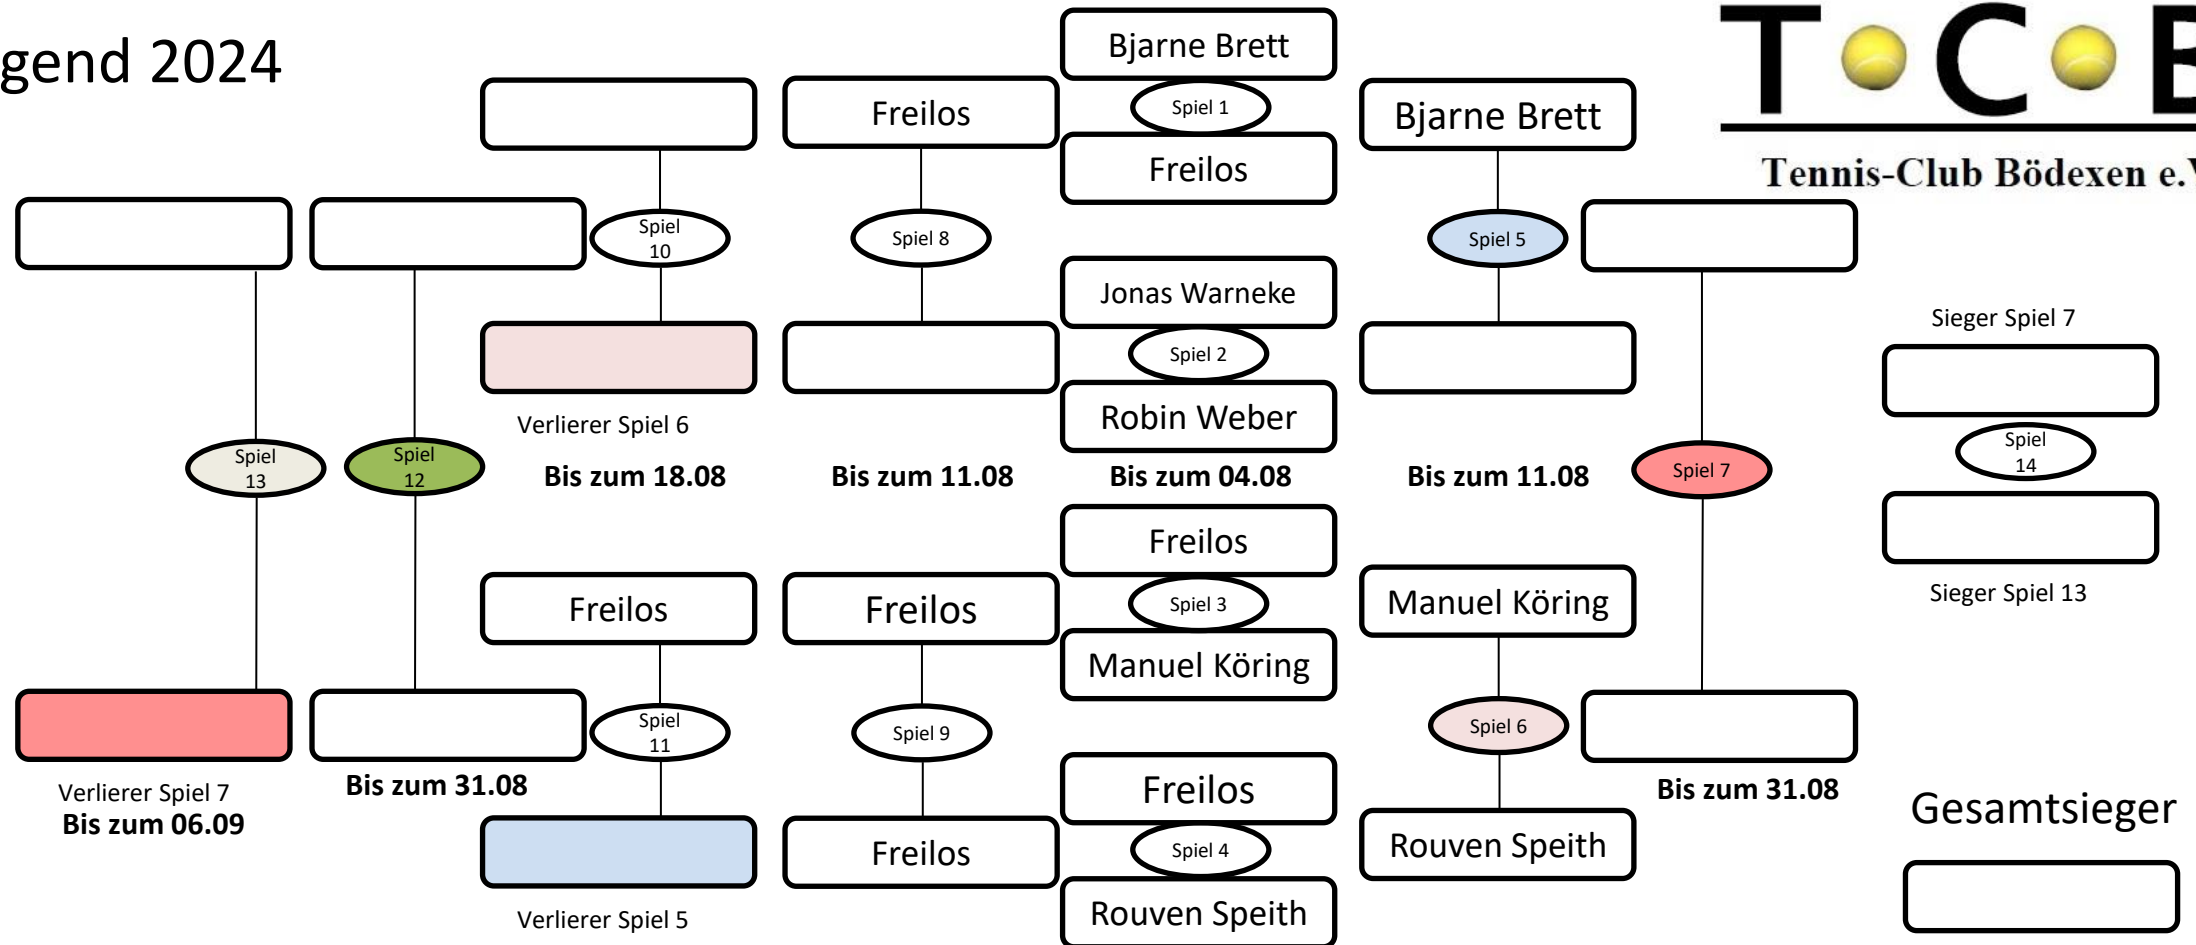 gend 2024
T C B
Tennis-Club Bödexen e.V
Bjarne Brett
Spiel 1
Freilos
Jonas Warneke
Spiel 2
Robin Weber
Bis zum 04.08
Freilos
Spiel 3
Manuel Köring
Freilos
Spiel 4
Rouven Speith
Freilos
Spiel 8
Bis zum 11.08
Freilos
Spiel 9
Freilos
Spiel
10
Verlierer Spiel 6
Bis zum 18.08
Freilos
Spiel
11
Verlierer Spiel 5
Spiel
12
Bis zum 31.08
Spiel
13
Verlierer Spiel 7
Bis zum 06.09
Bjarne Brett
Spiel 5
Bis zum 11.08
Manuel Köring
Spiel 6
Rouven Speith
Spiel 7
Bis zum 31.08
Sieger Spiel 7
Spiel
14
Sieger Spiel 13
Gesamtsieger